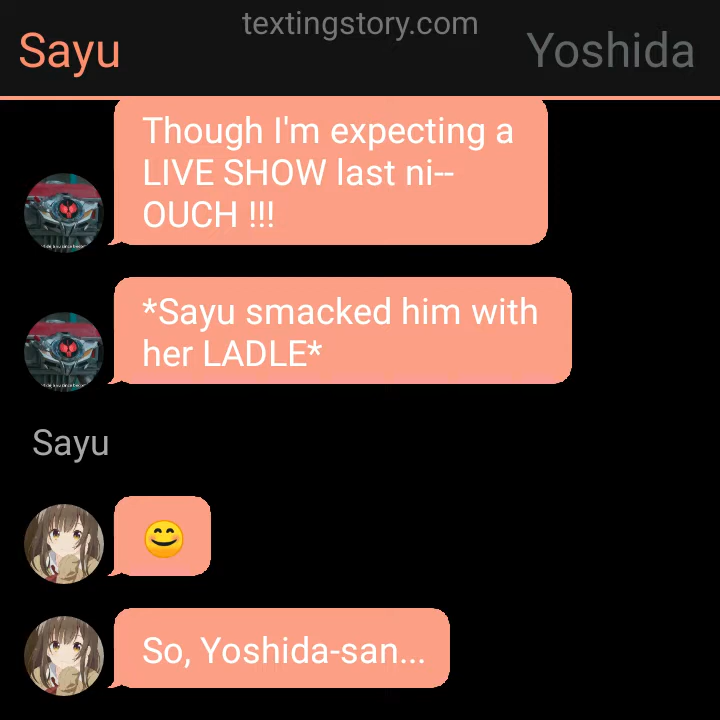 textingstory.com
Sayu
Yoshida
Though I'm expecting a
LIVE SHOW last ni--
OUCH !!!
*Sayu smacked him with
her LADLE*
Sayu
😊
So, Yoshida-san...